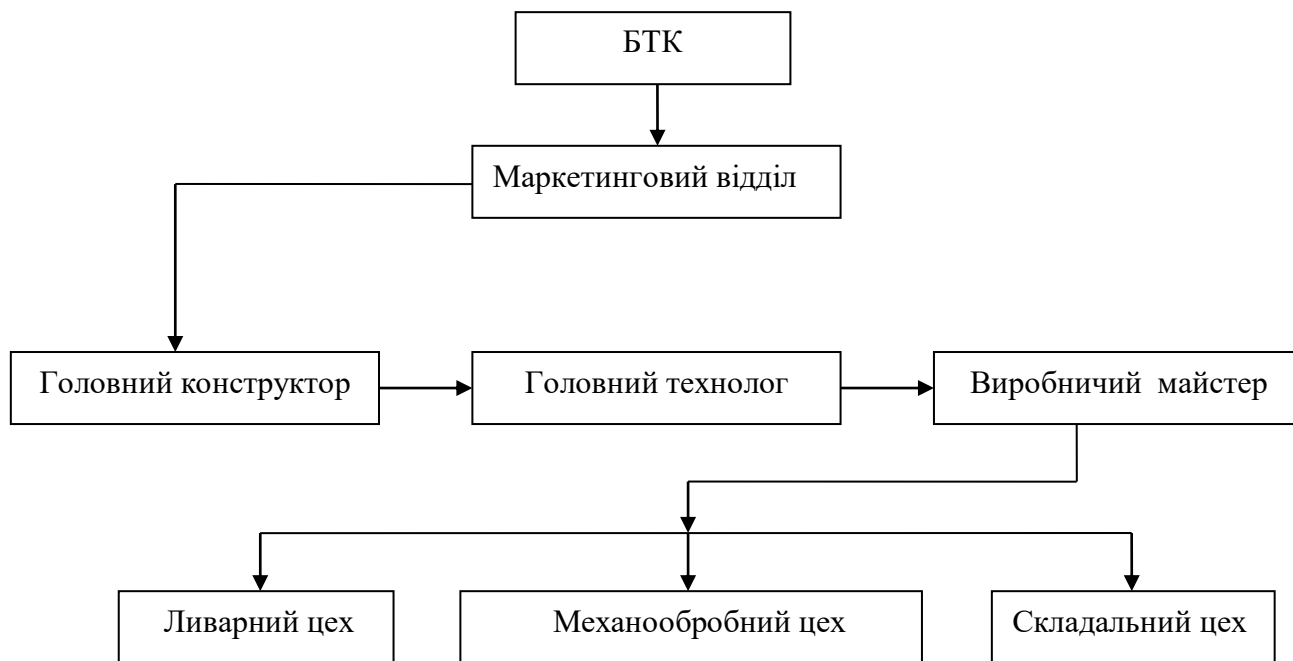 БТК
Маркетинговий відділ
Головний конструктор
Головний технолог
Виробничий майстер
Ливарний цех
Механообробний цех
Складальний цех